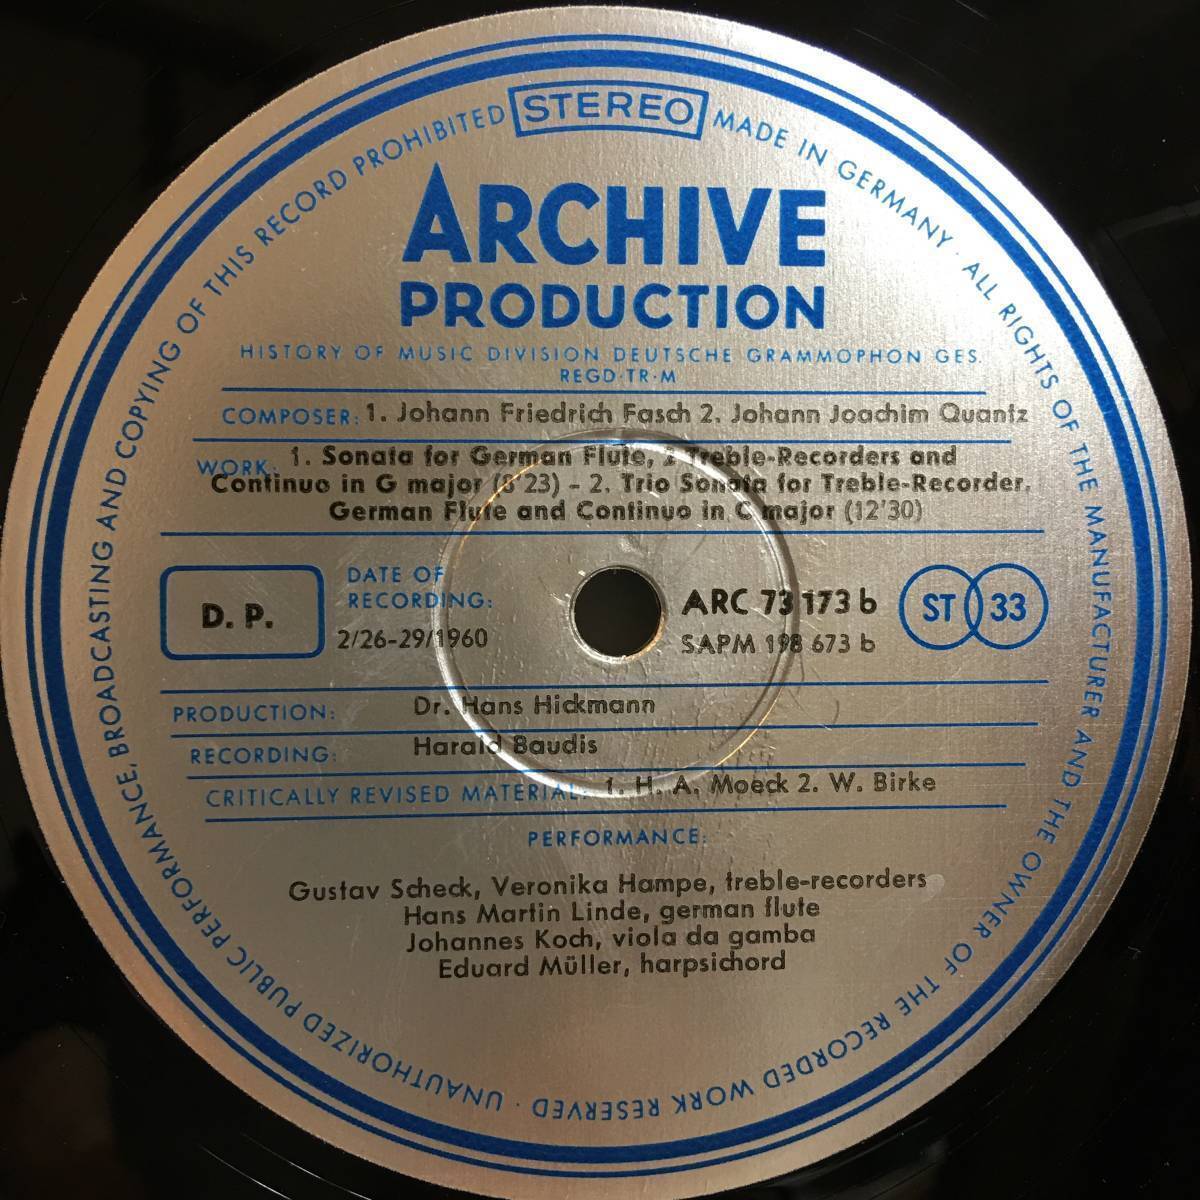 STEREO
UNAUTHORIZED PUBLIC PERFORMANCE, BROADCASTING AND COPYING OF THIS RECORD PROHIBITED
MADE IN GERMANY · ALL RIGHTS OF THE MANUFACTURER AND THE OWNER OF THE RECORDED WORK RESERVED ·
ARCHIVE
PRODUCTION
HISTORY OF MUSIC DIVISION DEUTSCHE GRAMMOPHON GES.
REGD·TR·M
COMPOSER: 1. Johann Friedrich Fasch 2. Johann Joachim Quantz
WORK: 1. Sonata for German Flute, 2 Treble-Recorders and
Continuo in G major (8'23) - 2. Trio Sonata for Treble-Recorder,
German Flute and Continuo in C major (12'30)
D. P.
DATE OF
RECORDING:
2/26-29/1960
ARC 73 173 b
SAPM 198 673 b
ST 33
PRODUCTION: Dr. Hans Hickmann
RECORDING: Harald Baudis
CRITICALLY REVISED MATERIAL: 1. H. A. Moeck 2. W. Birke
PERFORMANCE:
Gustav Scheck, Veronika Hampe, treble-recorders
Hans Martin Linde, german flute
Johannes Koch, viola da gamba
Eduard Müller, harpsichord